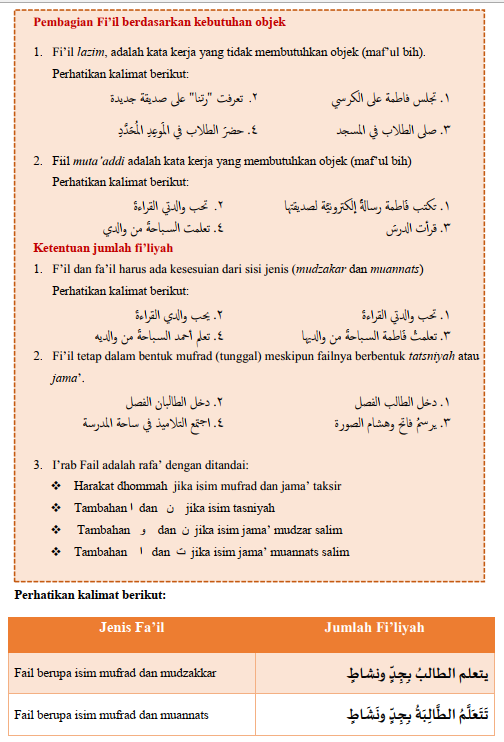 Pembagian Fi'il berdasarkan kebutuhan objek
1. Fi'il lazim, adalah kata kerja yang tidak membutuhkan objek (maf'ul bih).
Perhatikan kalimat berikut:
١. تجلس فاطمة على الكرسي ٢. تعرفت "رتنا" على صديقة جديدة
٣. صلى الطلاب في المسجد ٤. حضر الطلاب في الموعِدِ المُحَدَّدِ
2. Fiil muta'addi adalah kata kerja yang membutuhkan objek (maf'ul bih)
Perhatikan kalimat berikut:
١. تكتب فاطمة رسالةً إلكترونيّة لصديقتها ٢. تحب والدتي القراءةَ
٣. قرأت الدرسَ ٤. تعلمت السباحةَ من والدي
Ketentuan jumlah fi'liyah
1. F'il dan fa'il harus ada kesesuian dari sisi jenis (mudzakar dan muannats)
Perhatikan kalimat berikut:
١. تحب والدتي القراءةَ ٢. يحب والدي القراءةَ
٣. تعلمتْ فاطمة السباحةَ من والديها ٤. تعلم أحمد السباحةَ من والديه
2. Fi'il tetap dalam bentuk mufrad (tunggal) meskipun failnya berbentuk tatsniyah atau
jama'.
١. دخل الطالب الفصل ٢. دخل الطالبان الفصل
٣. يرسمُ فاتح وهشام الصورة ٤. اجتمع التلاميذ في ساحة المدرسة
3. I'rab Fail adalah rafa' dengan ditandai:
❖ Harakat dhommah jika isim mufrad dan jama' taksir
❖ Tambahan ا dan ن jika isim tasniyah
❖ Tambahan و dan ن jika isim jama' mudzar salim
❖ Tambahan ا dan ت jika isim jama' muannats salim
Perhatikan kalimat berikut:
Jenis Fa'il Jumlah Fi'liyah
Fail berupa isim mufrad dan mudzakkar يتعلم الطالبُ بِجِدٍّ ونشاطٍ
Fail berupa isim mufrad dan muannats تَتَعَلَّمُ الطَّالِبَةُ بِجِدٍّ ونَشَاطٍ